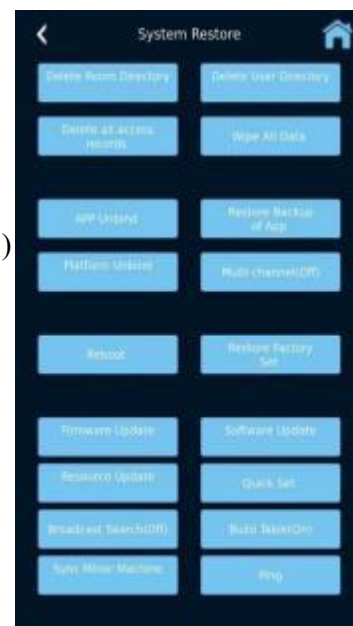 System Restore
Delete Room Directory
Delete User Directory
Delete all access
records
Wipe All Data
APP Unbind
Restore Backup
of App
)
Platform Unbind
Multi-channel(Off)
Reboot
Restore Factory
Set
Firmware Update
Software Update
Resource Update
Quick Set
Broadcast Search(Off)
Build Table(On)
Sync Minor Machine
Ping